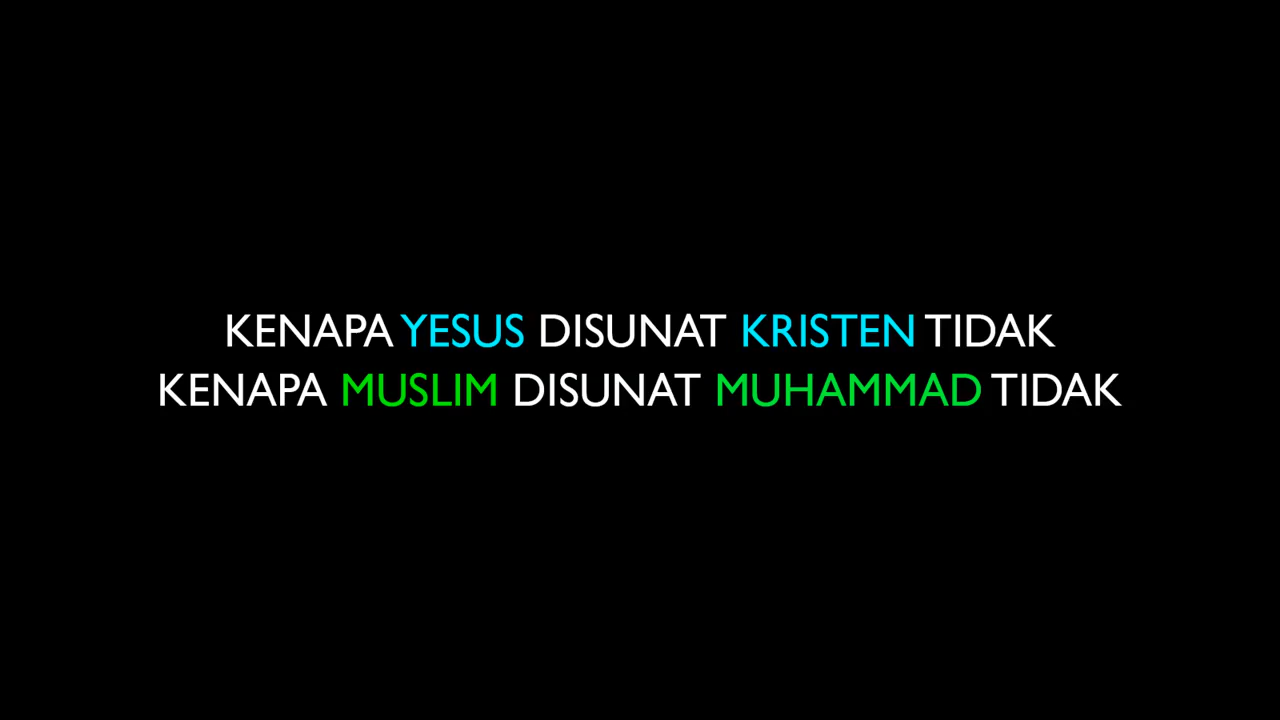 KENAPA YESUS DISUNAT KRISTEN TIDAK
KENAPA MUSLIM DISUNAT MUHAMMAD TIDAK